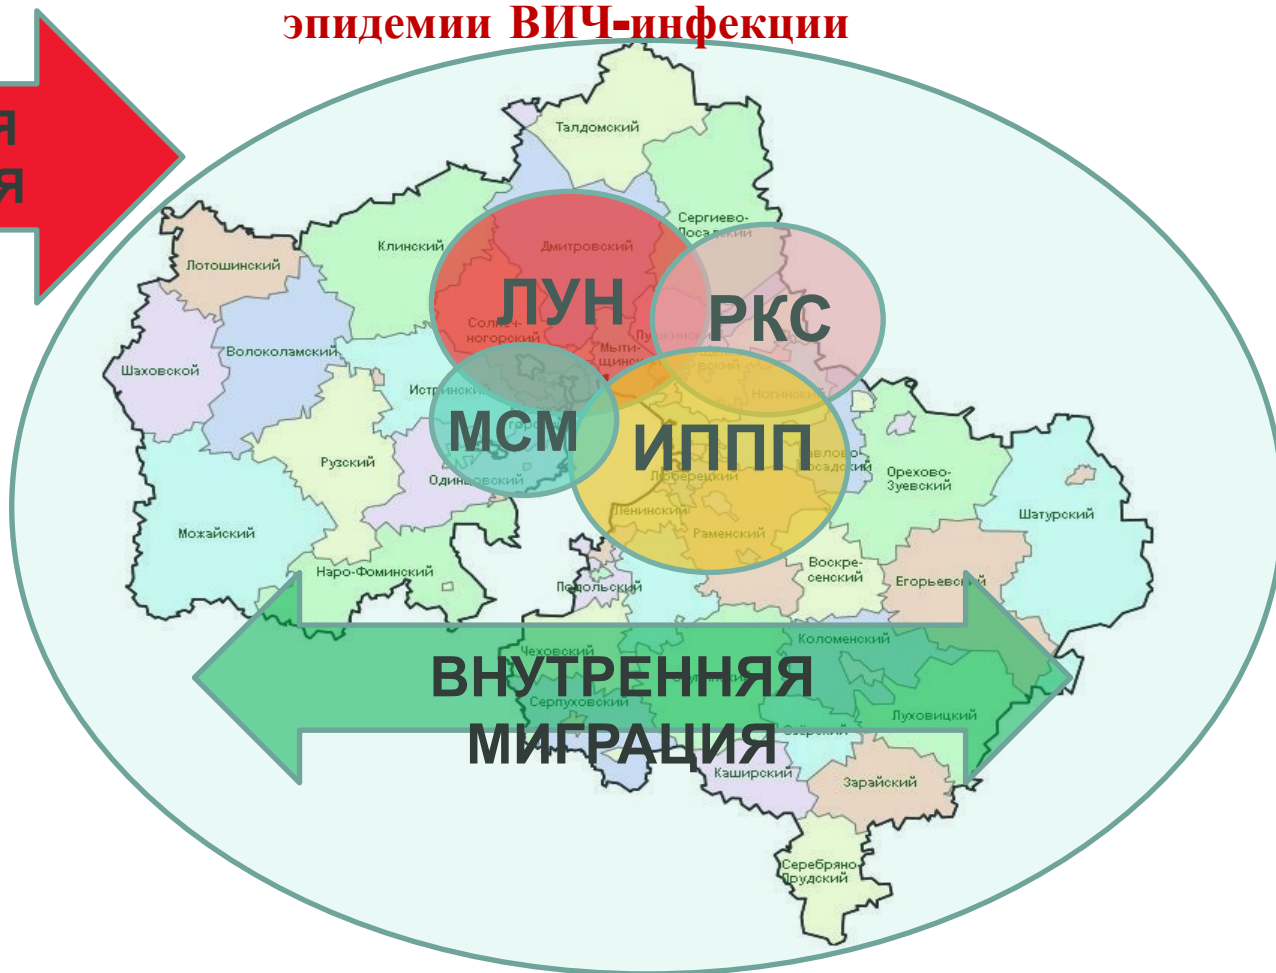 эпидемии ВИЧ-инфекции
Я
Я
Талдомский
Сергиево-
Посадский
Клинский
Дмитровский
Лотошинский
ЛУН
РКС
Солнеч-
ногорский
Пушкинский
Мыти-
щинский
Волоколамский
Шаховской
Истринский
Ногинский
МСМ
ИППП
Павлово-
Посадский
Рузский
Одинцовский
Люберецкий
Орехово-
Зуевский
Ленинский
Шатурский
Можайский
Раменский
Наро-Фоминский
Воскре-
сенский
Подольский
Егорьевский
Коломенский
Чеховский
ВНУТРЕННЯЯ
МИГРАЦИЯ
Серпуховский
Луховицкий
Каширский
Зарайский
Серебряно-
Прудский